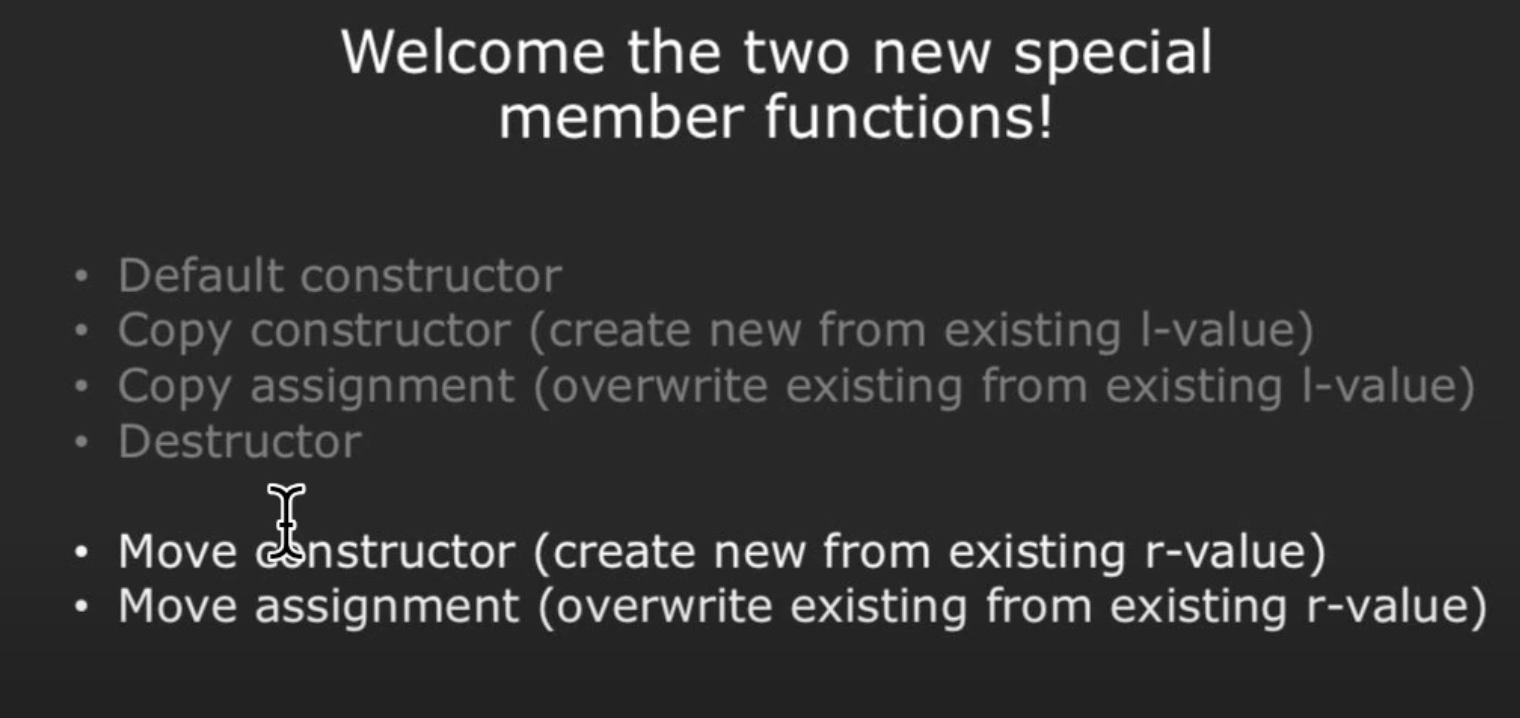 Welcome the two new special
member functions!
• Default constructor
• Copy constructor (create new from existing l-value)
• Copy assignment (overwrite existing from existing l-value)
• Destructor
• Move constructor (create new from existing r-value)
• Move assignment (overwrite existing from existing r-value)